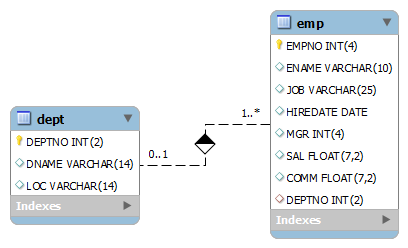 dept
DEPTNO INT(2)
DNAME VARCHAR(14)
LOC VARCHAR(14)
Indexes
0..1
1..*
emp
EMPNO INT(4)
ENAME VARCHAR(10)
JOB VARCHAR(25)
HIREDATE DATE
MGR INT(4)
SAL FLOAT(7,2)
COMM FLOAT(7,2)
DEPTNO INT(2)
Indexes